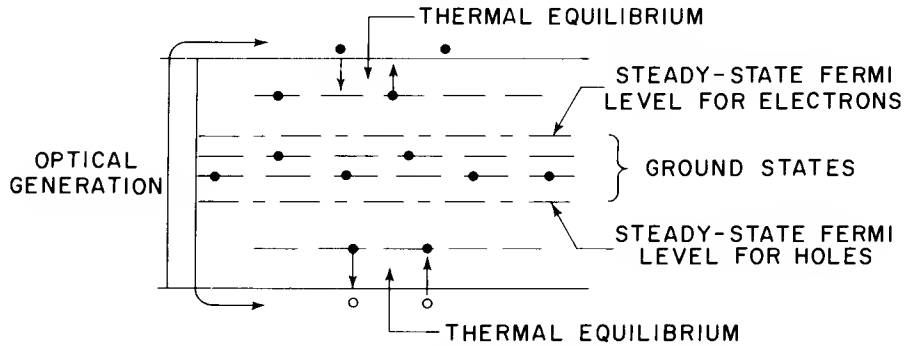 THERMAL EQUILIBRIUM
STEADY-STATE FERMI
LEVEL FOR ELECTRONS
OPTICAL
GENERATION
GROUND STATES
STEADY-STATE FERMI
LEVEL FOR HOLES
THERMAL EQUILIBRIUM